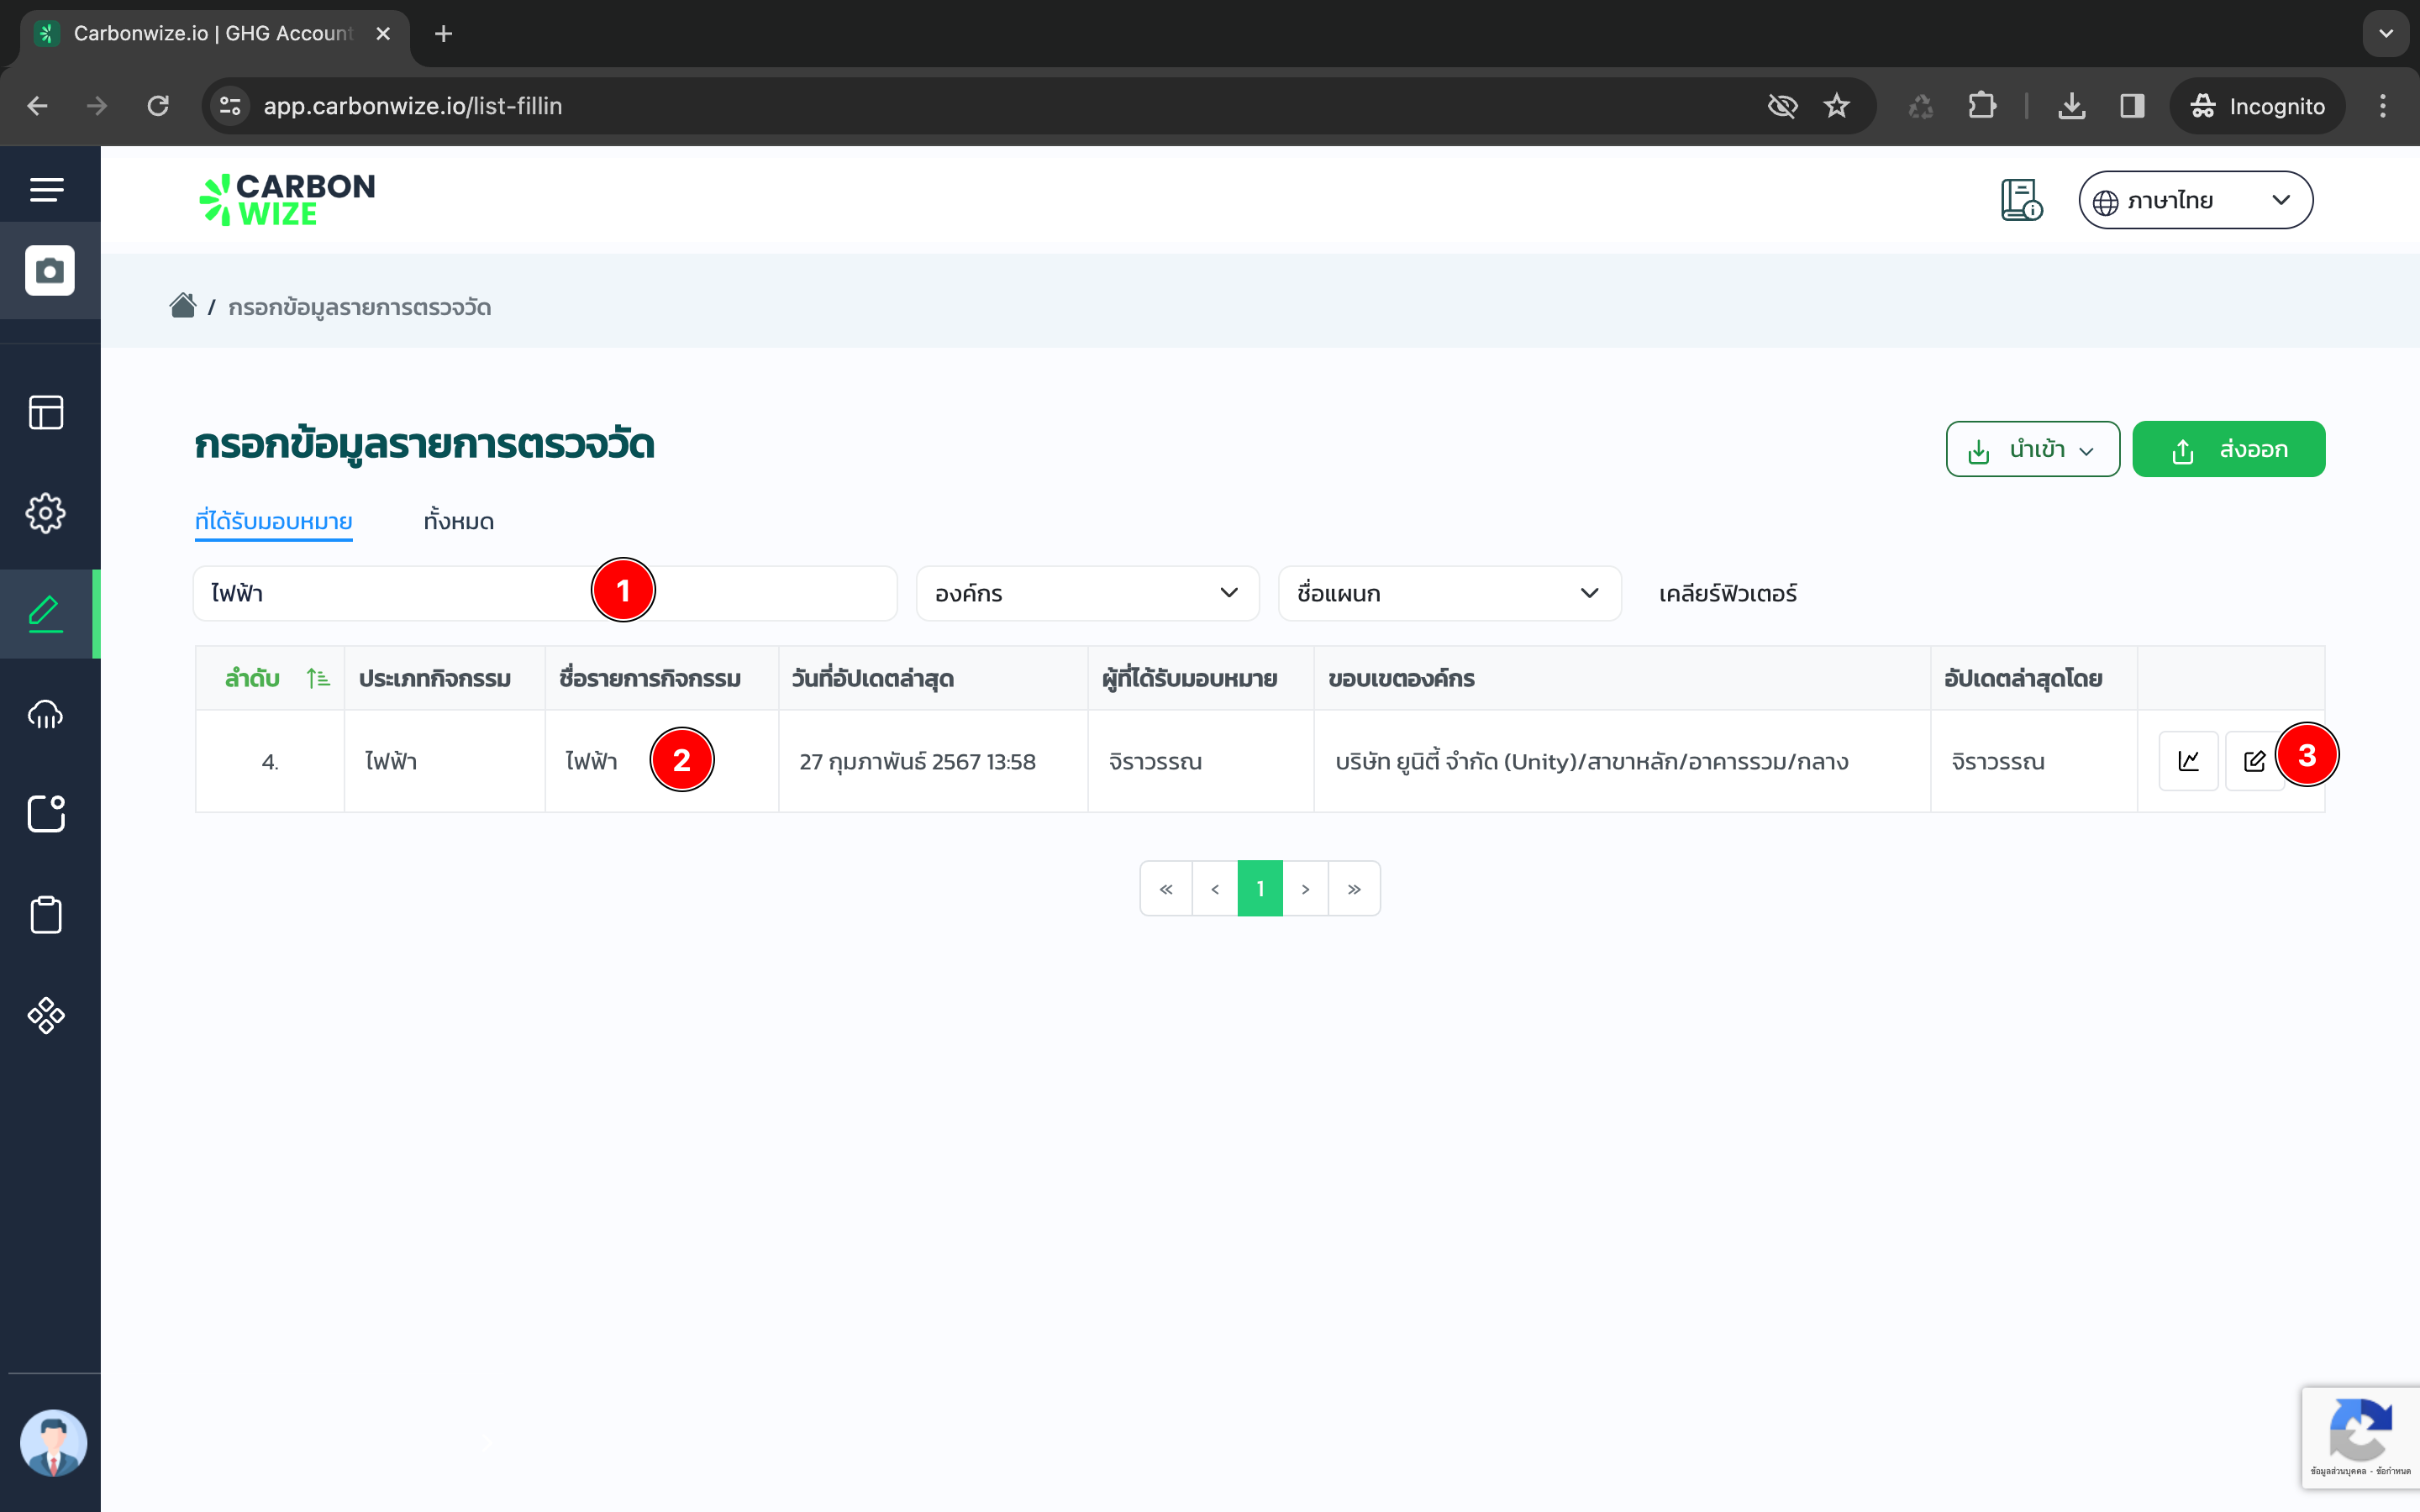 Carbonwize.io | GHG Account
app.carbonwize.io/list-fillin
Incognito
CARBON
WIZE
ภาษาไทย
/ กรอกข้อมูลรายการตรวจวัด
กรอกข้อมูลรายการตรวจวัด
นำเข้า
ส่งออก
ที่ได้รับมอบหมาย ทั้งหมด
ไฟฟ้า 1 องค์กร ชื่อแผนก เคลียร์ฟิวเตอร์
ลำดับ ประเภทกิจกรรม ชื่อรายการกิจกรรม วันที่อัปเดตล่าสุด ผู้ที่ได้รับมอบหมาย ขอบเขตองค์กร อัปเดตล่าสุดโดย
4. ไฟฟ้า ไฟฟ้า 2 27 กุมภาพันธ์ 2567 13:58 จิราวรรณ บริษัท ยูนิตี้ จำกัด (Unity)/สาขาหลัก/อาคารรวม/กลาง จิราวรรณ 3
« ‹ 1 › »
ข้อมูลส่วนบุคคล - ข้อกำหนด